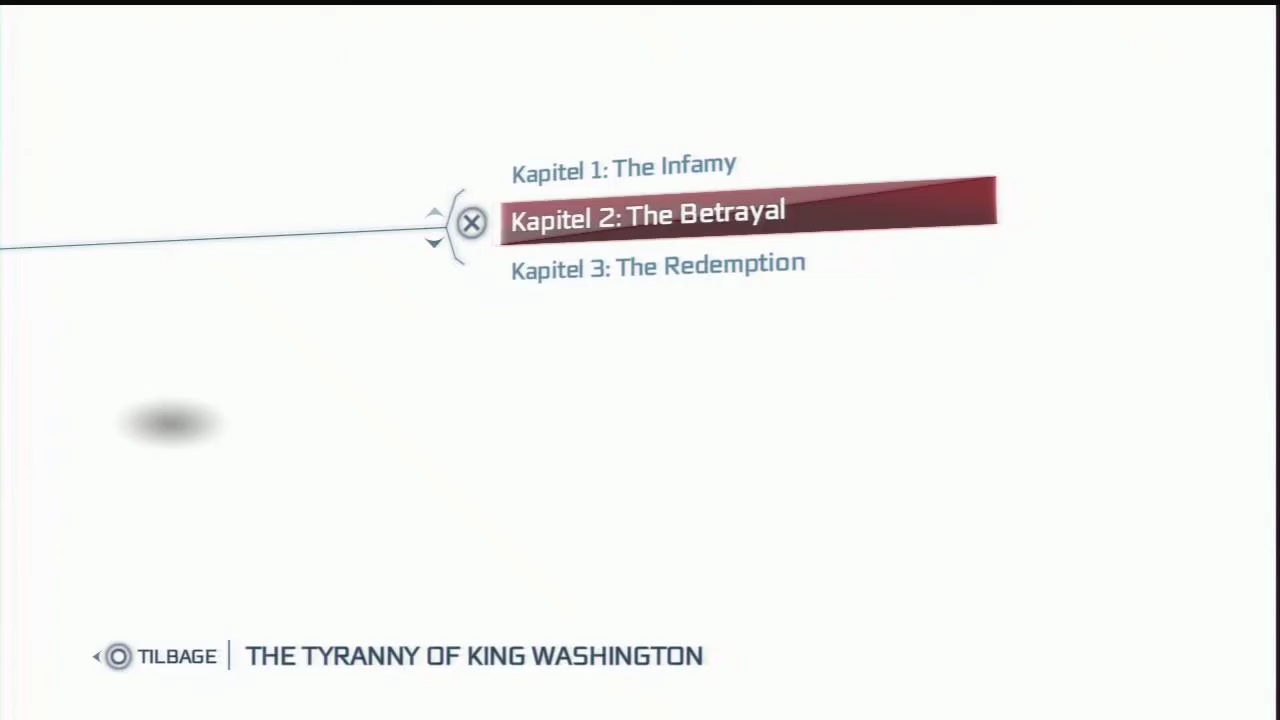 Kapitel 1: The Infamy
Kapitel 2: The Betrayal
Kapitel 3: The Redemption
TILBAGE
THE TYRANNY OF KING WASHINGTON